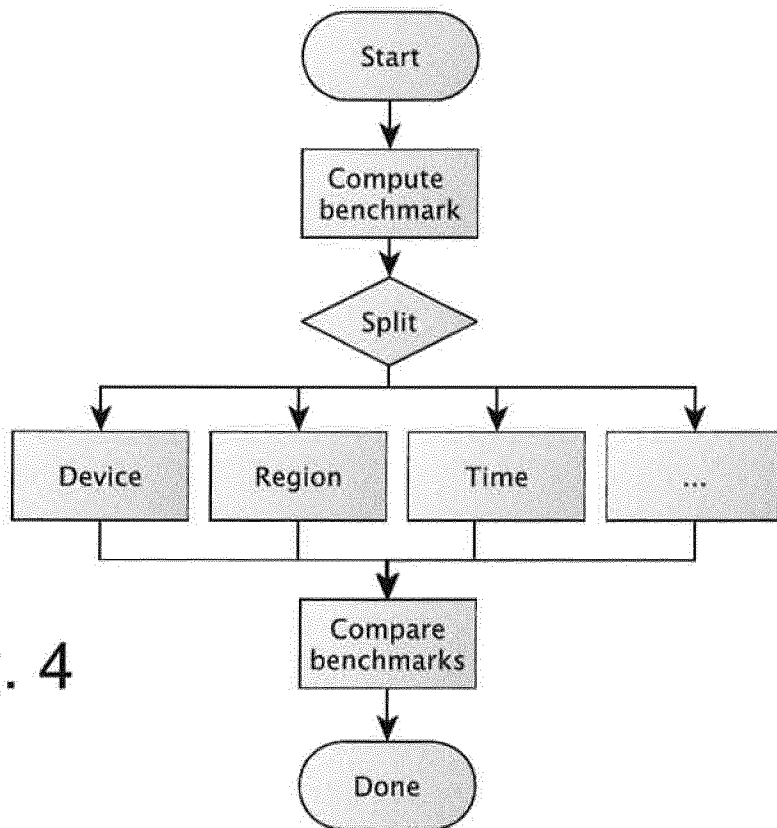 Start
Compute
benchmark
Split
Device
Region
Time
...
Compare
benchmarks
. 4
Done